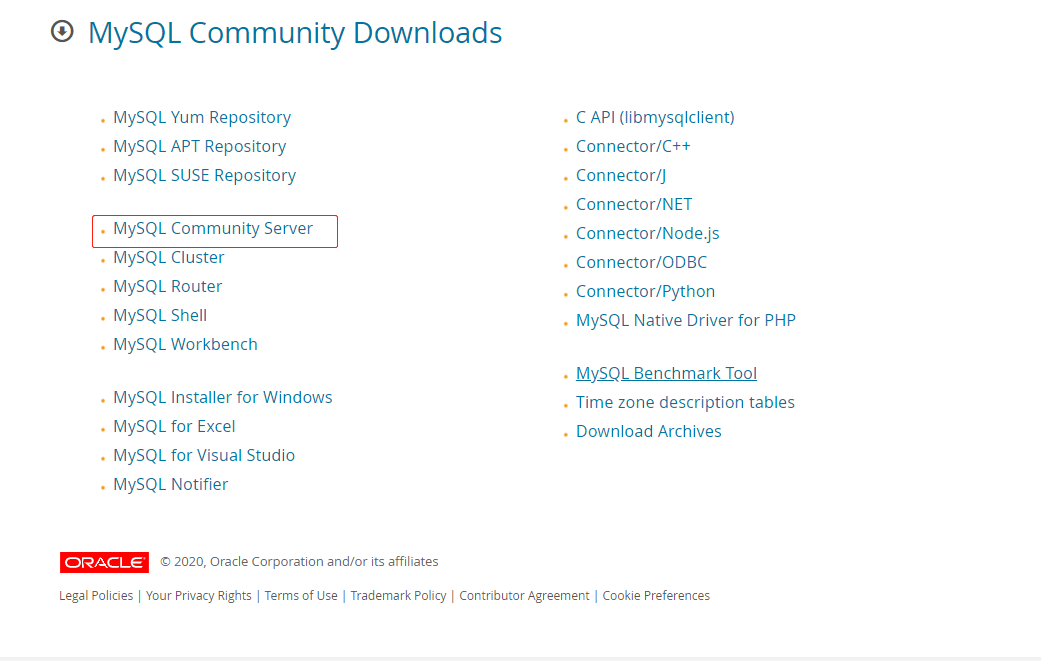 MySQL Community Downloads
MySQL Yum Repository
MySQL APT Repository
MySQL SUSE Repository
MySQL Community Server
MySQL Cluster
MySQL Router
MySQL Shell
MySQL Workbench
MySQL Installer for Windows
MySQL for Excel
MySQL for Visual Studio
MySQL Notifier
C API (libmysqlclient)
Connector/C++
Connector/J
Connector/NET
Connector/Node.js
Connector/ODBC
Connector/Python
MySQL Native Driver for PHP
MySQL Benchmark Tool
Time zone description tables
Download Archives
ORACLE © 2020, Oracle Corporation and/or its affiliates
Legal Policies | Your Privacy Rights | Terms of Use | Trademark Policy | Contributor Agreement | Cookie Preferences